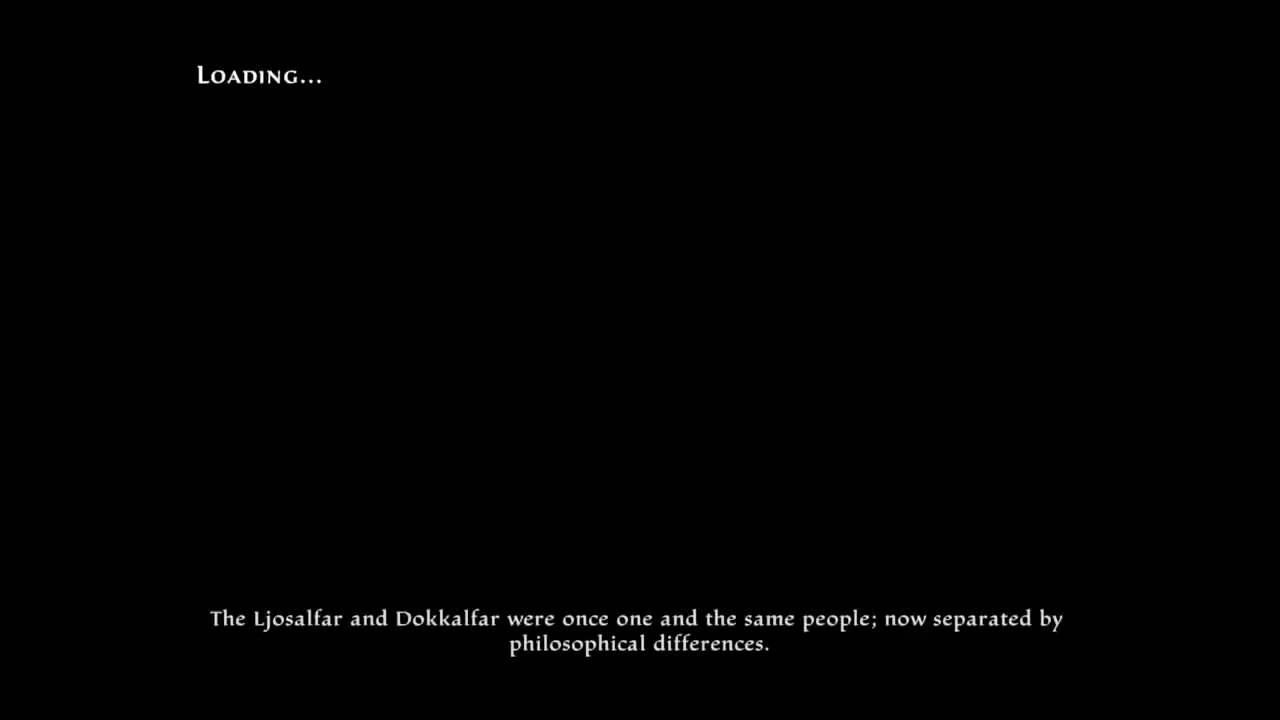 Loading...
The Ljosalfar and Dokkalfar were once one and the same people; now separated by
philosophical differences.